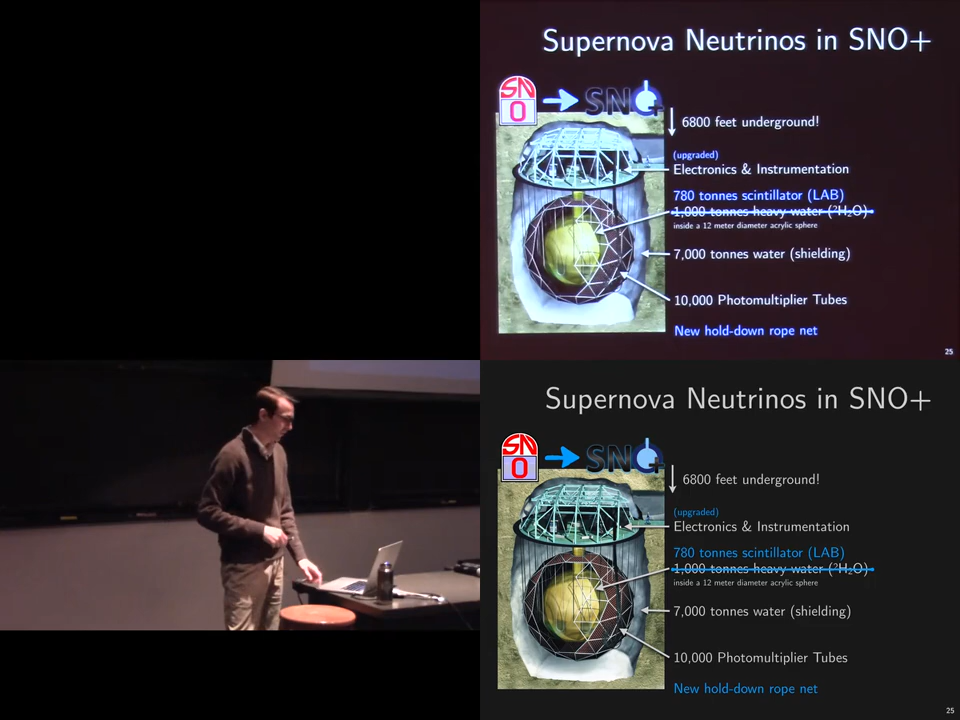 Supernova Neutrinos in SNO+
SNO
SNO+
6800 feet underground!
(upgraded)
Electronics & Instrumentation
780 tonnes scintillator (LAB)
1,000 tonnes heavy water (²H₂O)
inside a 12 meter diameter acrylic sphere
7,000 tonnes water (shielding)
10,000 Photomultiplier Tubes
New hold-down rope net
25
Supernova Neutrinos in SNO+
SNO
SNO+
6800 feet underground!
(upgraded)
Electronics & Instrumentation
780 tonnes scintillator (LAB)
1,000 tonnes heavy water (²H₂O)
inside a 12 meter diameter acrylic sphere
7,000 tonnes water (shielding)
10,000 Photomultiplier Tubes
New hold-down rope net
25